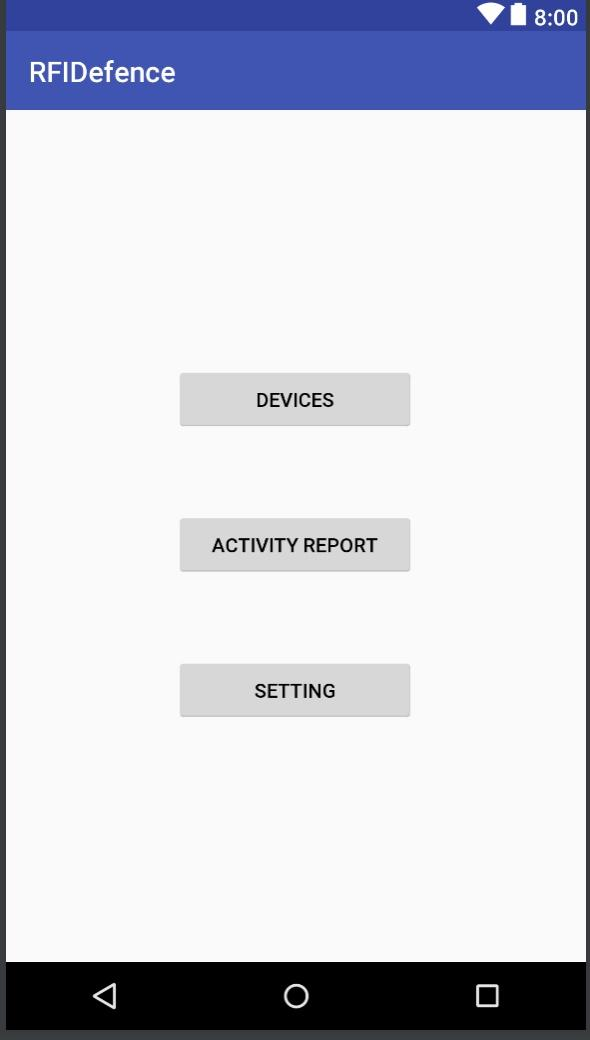 8:00
RFIDefence
DEVICES
ACTIVITY REPORT
SETTING